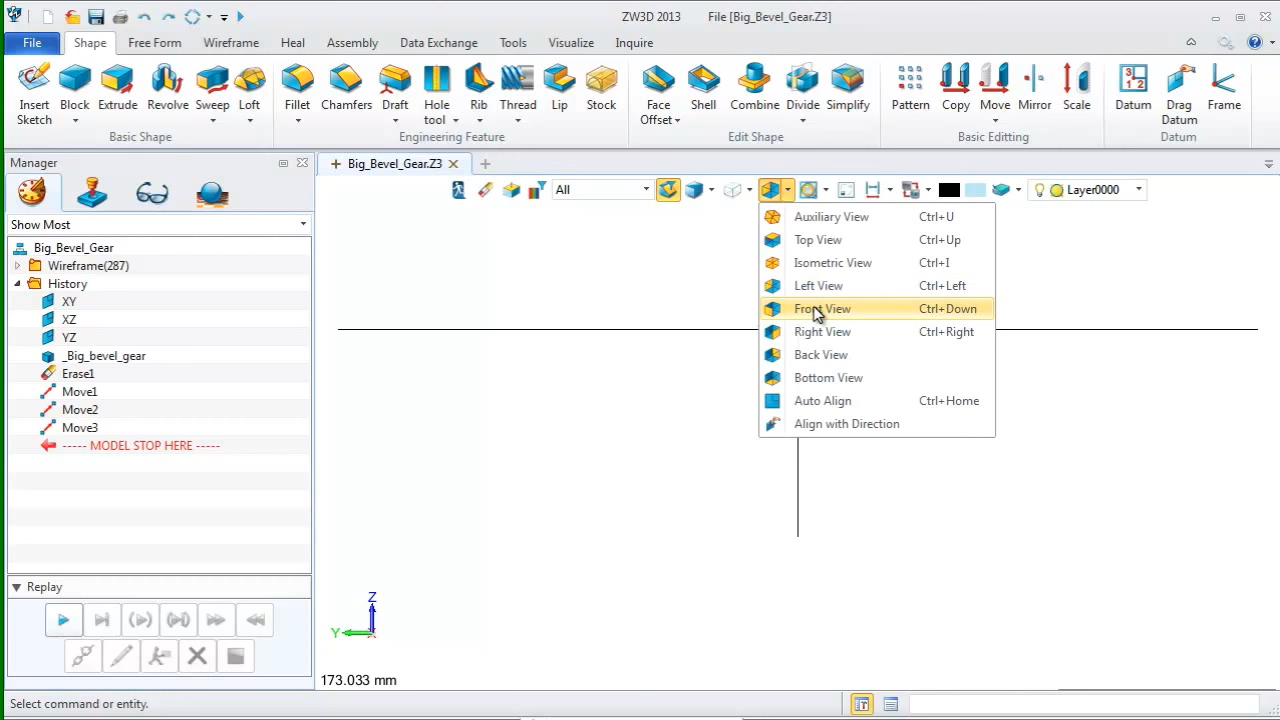 ZW3D 2013 File [Big_Bevel_Gear.Z3]
File Shape Free Form Wireframe Heal Assembly Data Exchange Tools Visualize Inquire
Insert Sketch
Block
Extrude
Revolve
Sweep
Loft
Basic Shape
Fillet
Chamfers
Draft
Hole tool
Rib
Thread
Lip
Stock
Engineering Feature
Face Offset
Shell
Combine
Divide
Simplify
Edit Shape
Pattern
Copy
Move
Mirror
Scale
Basic Editting
Datum
Drag Datum
Frame
Datum
Manager
Big_Bevel_Gear.Z3
All
Layer0000
Show Most
Big_Bevel_Gear
Wireframe(287)
History
XY
XZ
YZ
_Big_bevel_gear
Erase1
Move1
Move2
Move3
----- MODEL STOP HERE -----
Auxiliary View Ctrl+U
Top View Ctrl+Up
Isometric View Ctrl+I
Left View Ctrl+Left
Front View Ctrl+Down
Right View Ctrl+Right
Back View
Bottom View
Auto Align Ctrl+Home
Align with Direction
Replay
Z
Y
173.033 mm
Select command or entity.